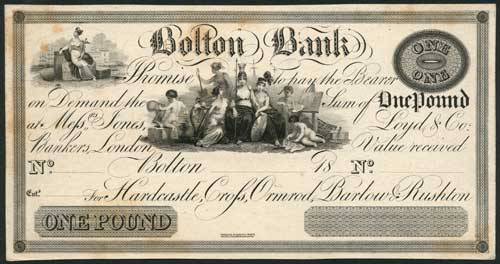 Bolton Bank
ONE
ONE
I Promise to pay the Bearer
on Demand the Sum of One Pound
at Mess.rs Jones, Loyd & Co:
Bankers, London Value received
No Bolton 18 No
Ent.d
For Hardcastle, Cross, Ormrod, Barlow & Rushton
ONE POUND